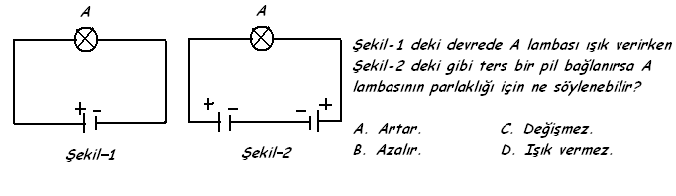 A
+ -
Şekil-1
A
+ - - +
Şekil-2
Şekil-1 deki devrede A lambası ışık verirken
Şekil-2 deki gibi ters bir pil bağlanırsa A
lambasının parlaklığı için ne söylenebilir?
A. Artar. C. Değişmez.
B. Azalır. D. Işık vermez.